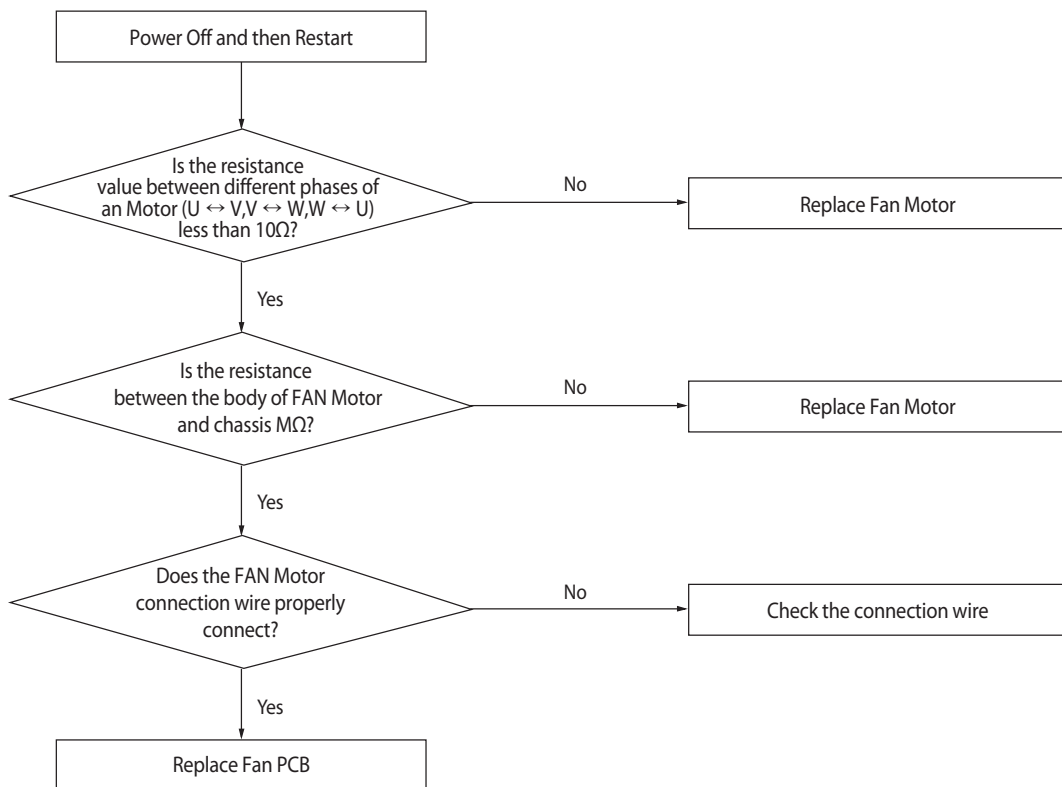 Power Off and then Restart
Is the resistance
value between different phases of
an Motor (U ↔ V,V ↔ W,W ↔ U)
less than 10Ω?
No
Replace Fan Motor
Yes
Is the resistance
between the body of FAN Motor
and chassis MΩ?
No
Replace Fan Motor
Yes
Does the FAN Motor
connection wire properly
connect?
No
Check the connection wire
Yes
Replace Fan PCB